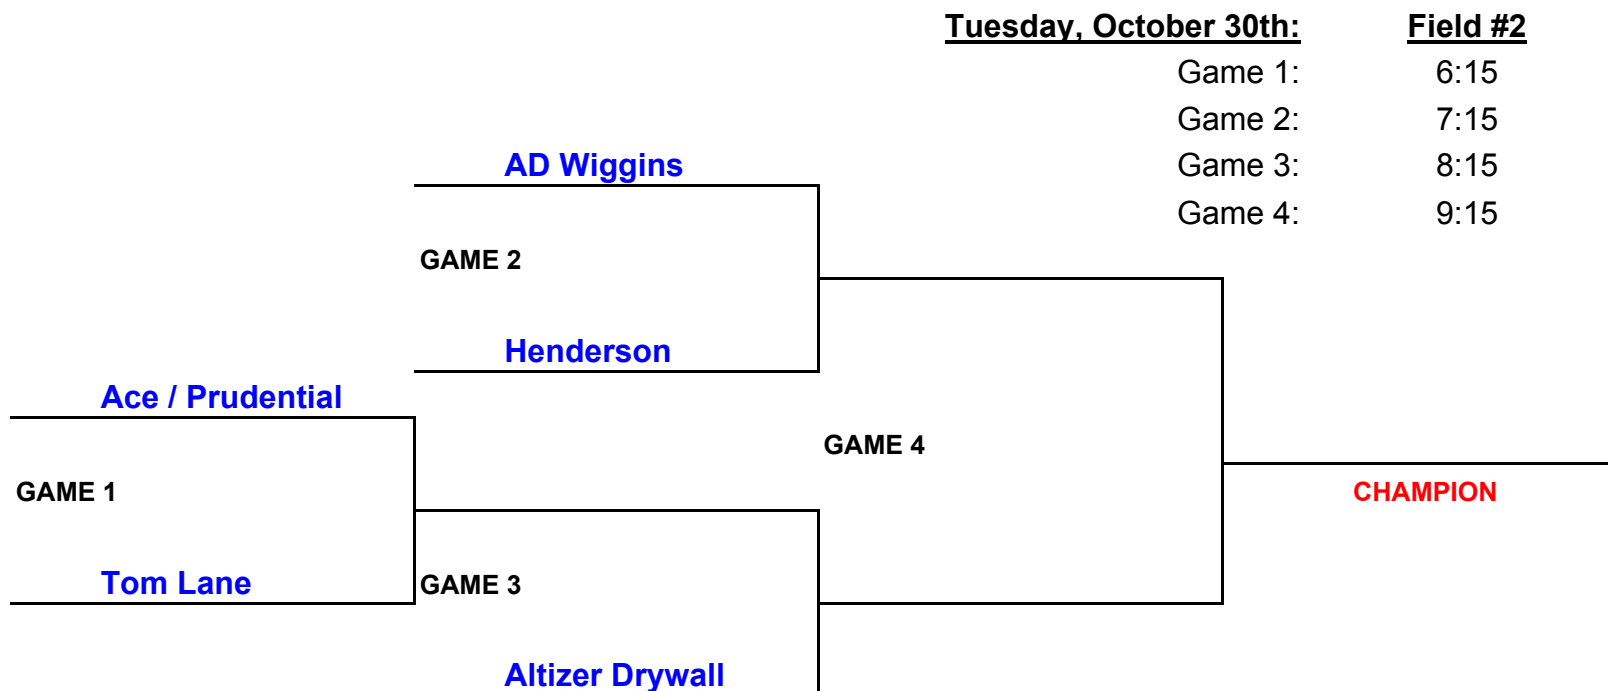 Tuesday, October 30th: Field #2
Game 1: 6:15
Game 2: 7:15
AD Wiggins Game 3: 8:15
Game 4: 9:15
GAME 2
Henderson
Ace / Prudential
GAME 4
GAME 1 CHAMPION
Tom Lane GAME 3
Altizer Drywall